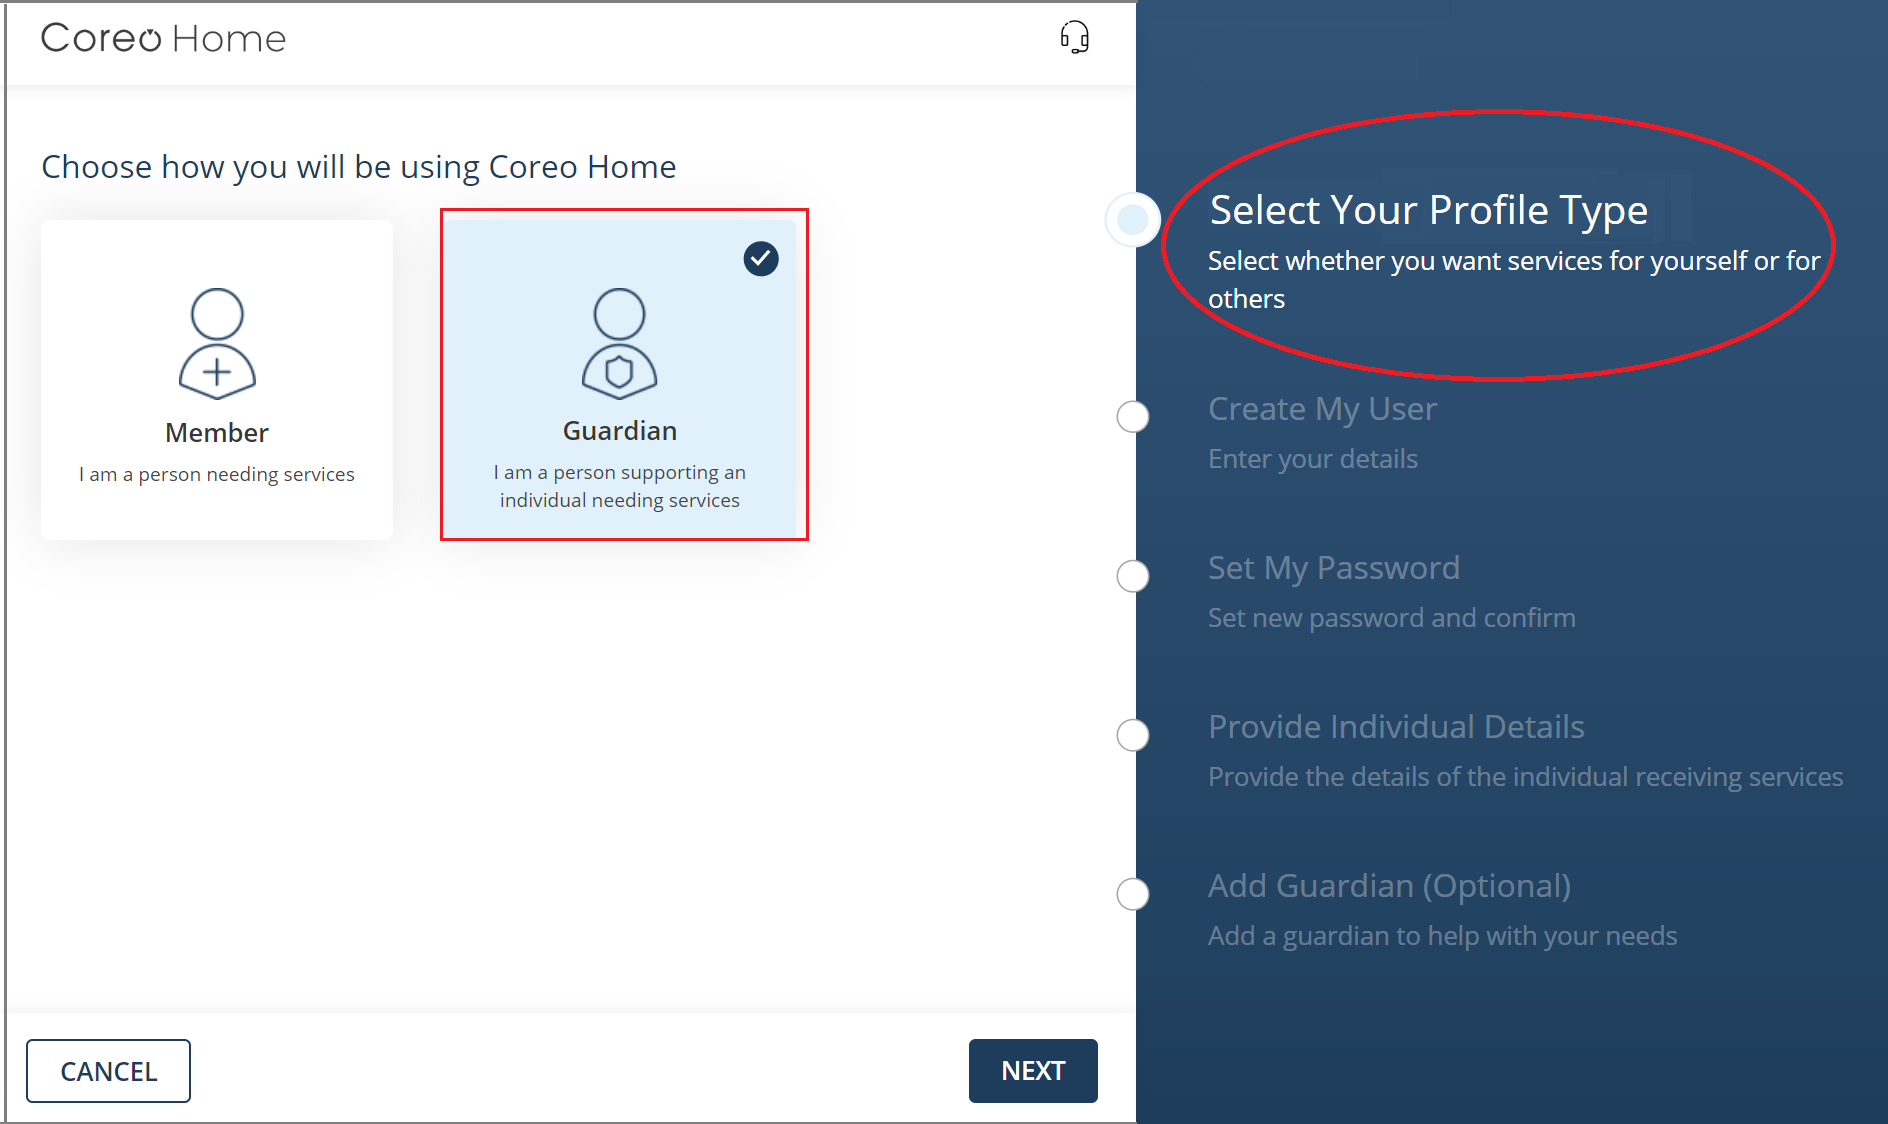 Coreo Home
Choose how you will be using Coreo Home
Member
I am a person needing services
Guardian
I am a person supporting an
individual needing services
CANCEL
NEXT
Select Your Profile Type
Select whether you want services for yourself or for
others
Create My User
Enter your details
Set My Password
Set new password and confirm
Provide Individual Details
Provide the details of the individual receiving services
Add Guardian (Optional)
Add a guardian to help with your needs